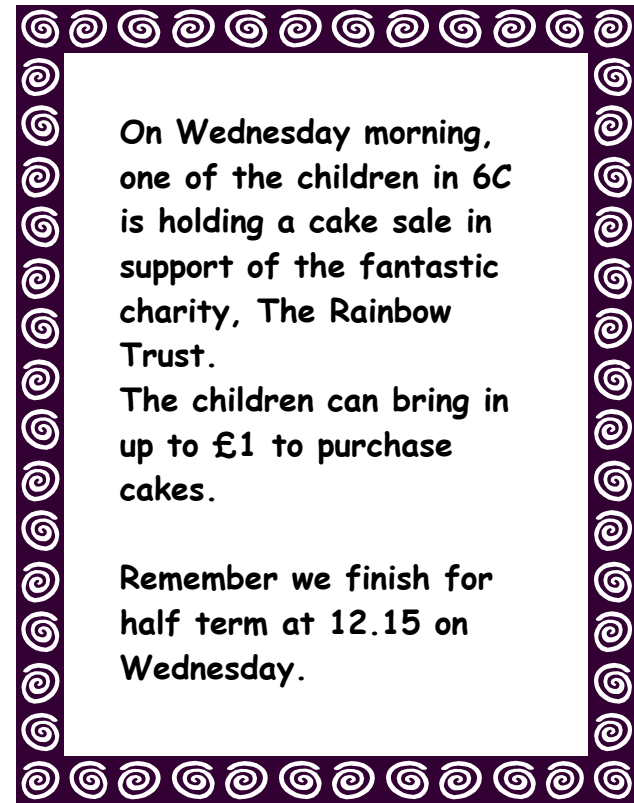 On Wednesday morning,
one of the children in 6C
is holding a cake sale in
support of the fantastic
charity, The Rainbow
Trust.
The children can bring in
up to £1 to purchase
cakes.
Remember we finish for
half term at 12.15 on
Wednesday.